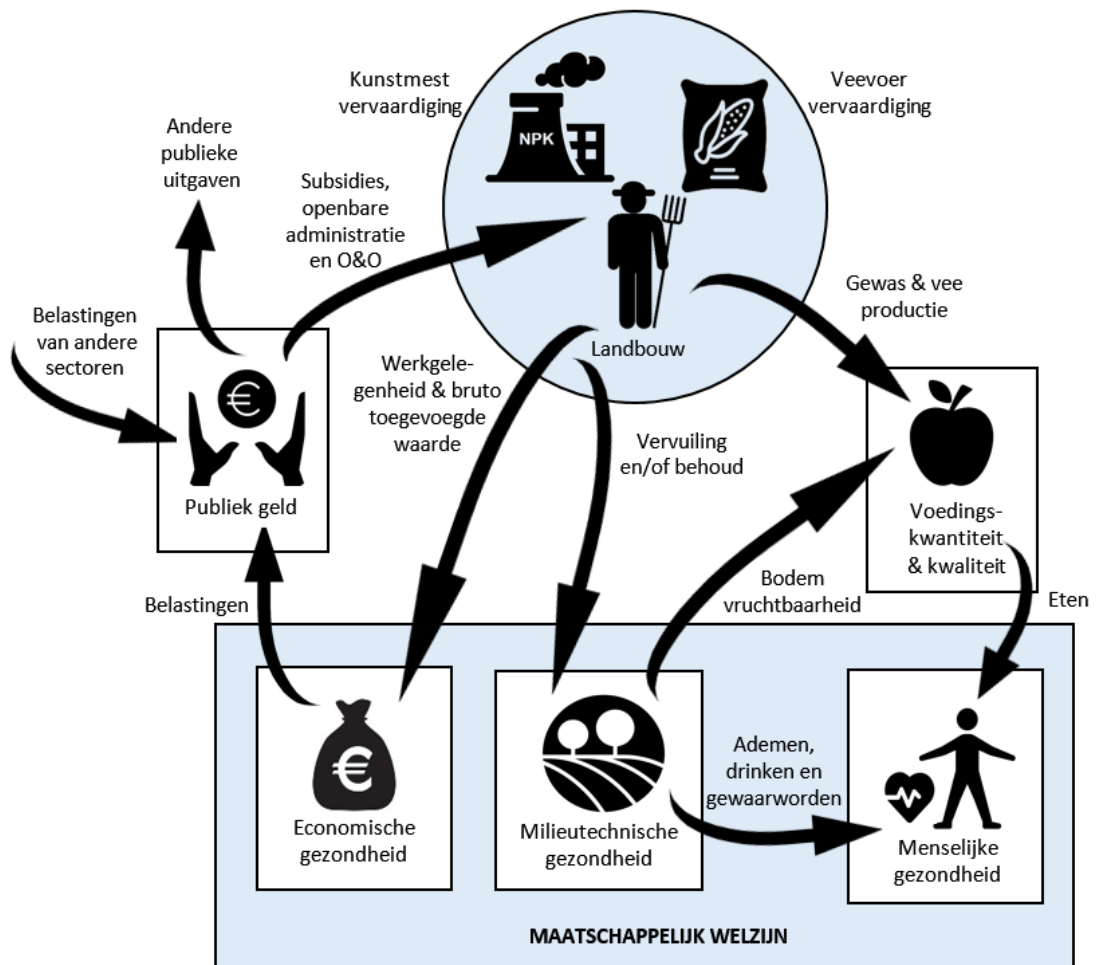 Kunstmest
vervaardiging
Veevoer
vervaardiging
NPK
Andere
publieke
uitgaven
Subsidies,
openbare
administratie
en O&O
Landbouw
Gewas & vee
productie
Belastingen
van andere
sectoren
Publiek geld
Werkgele-
genheid & bruto
toegevoegde
waarde
Vervuiling
en/of behoud
Voedings-
kwantiteit
& kwaliteit
Belastingen
Bodem
vruchtbaarheid
Eten
Economische
gezondheid
Milieutechnische
gezondheid
Ademen,
drinken en
gewaarworden
Menselijke
gezondheid
MAATSCHAPPELIJK WELZIJN